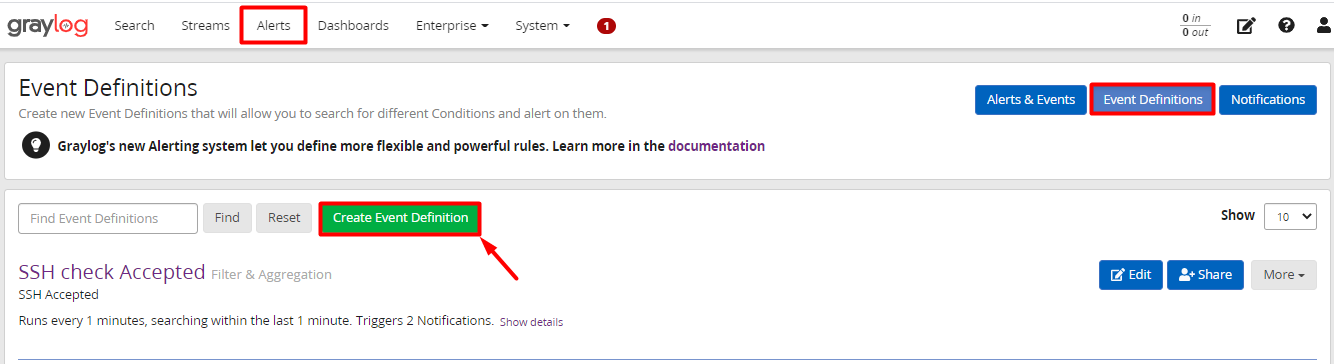 graylog Search Streams Alerts Dashboards Enterprise System 1 0 in
0 out
Event Definitions
Create new Event Definitions that will allow you to search for different Conditions and alert on them.
Alerts & Events Event Definitions Notifications
Graylog's new Alerting system let you define more flexible and powerful rules. Learn more in the documentation
Find Event Definitions Find Reset Create Event Definition Show 10
SSH check Accepted Filter & Aggregation Edit Share More
SSH Accepted
Runs every 1 minutes, searching within the last 1 minute. Triggers 2 Notifications. Show details